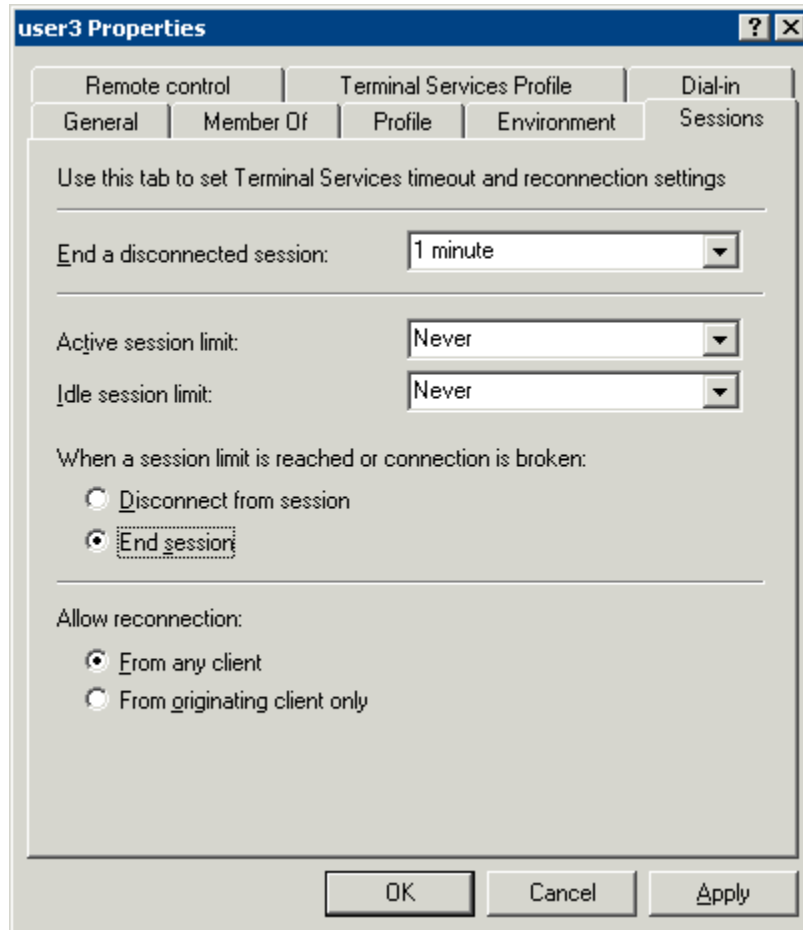 user3 Properties
Remote control Terminal Services Profile Dial-in
General Member Of Profile Environment Sessions
Use this tab to set Terminal Services timeout and reconnection settings
End a disconnected session: 1 minute
Active session limit: Never
Idle session limit: Never
When a session limit is reached or connection is broken:
Disconnect from session
End session
Allow reconnection:
From any client
From originating client only
OK Cancel Apply